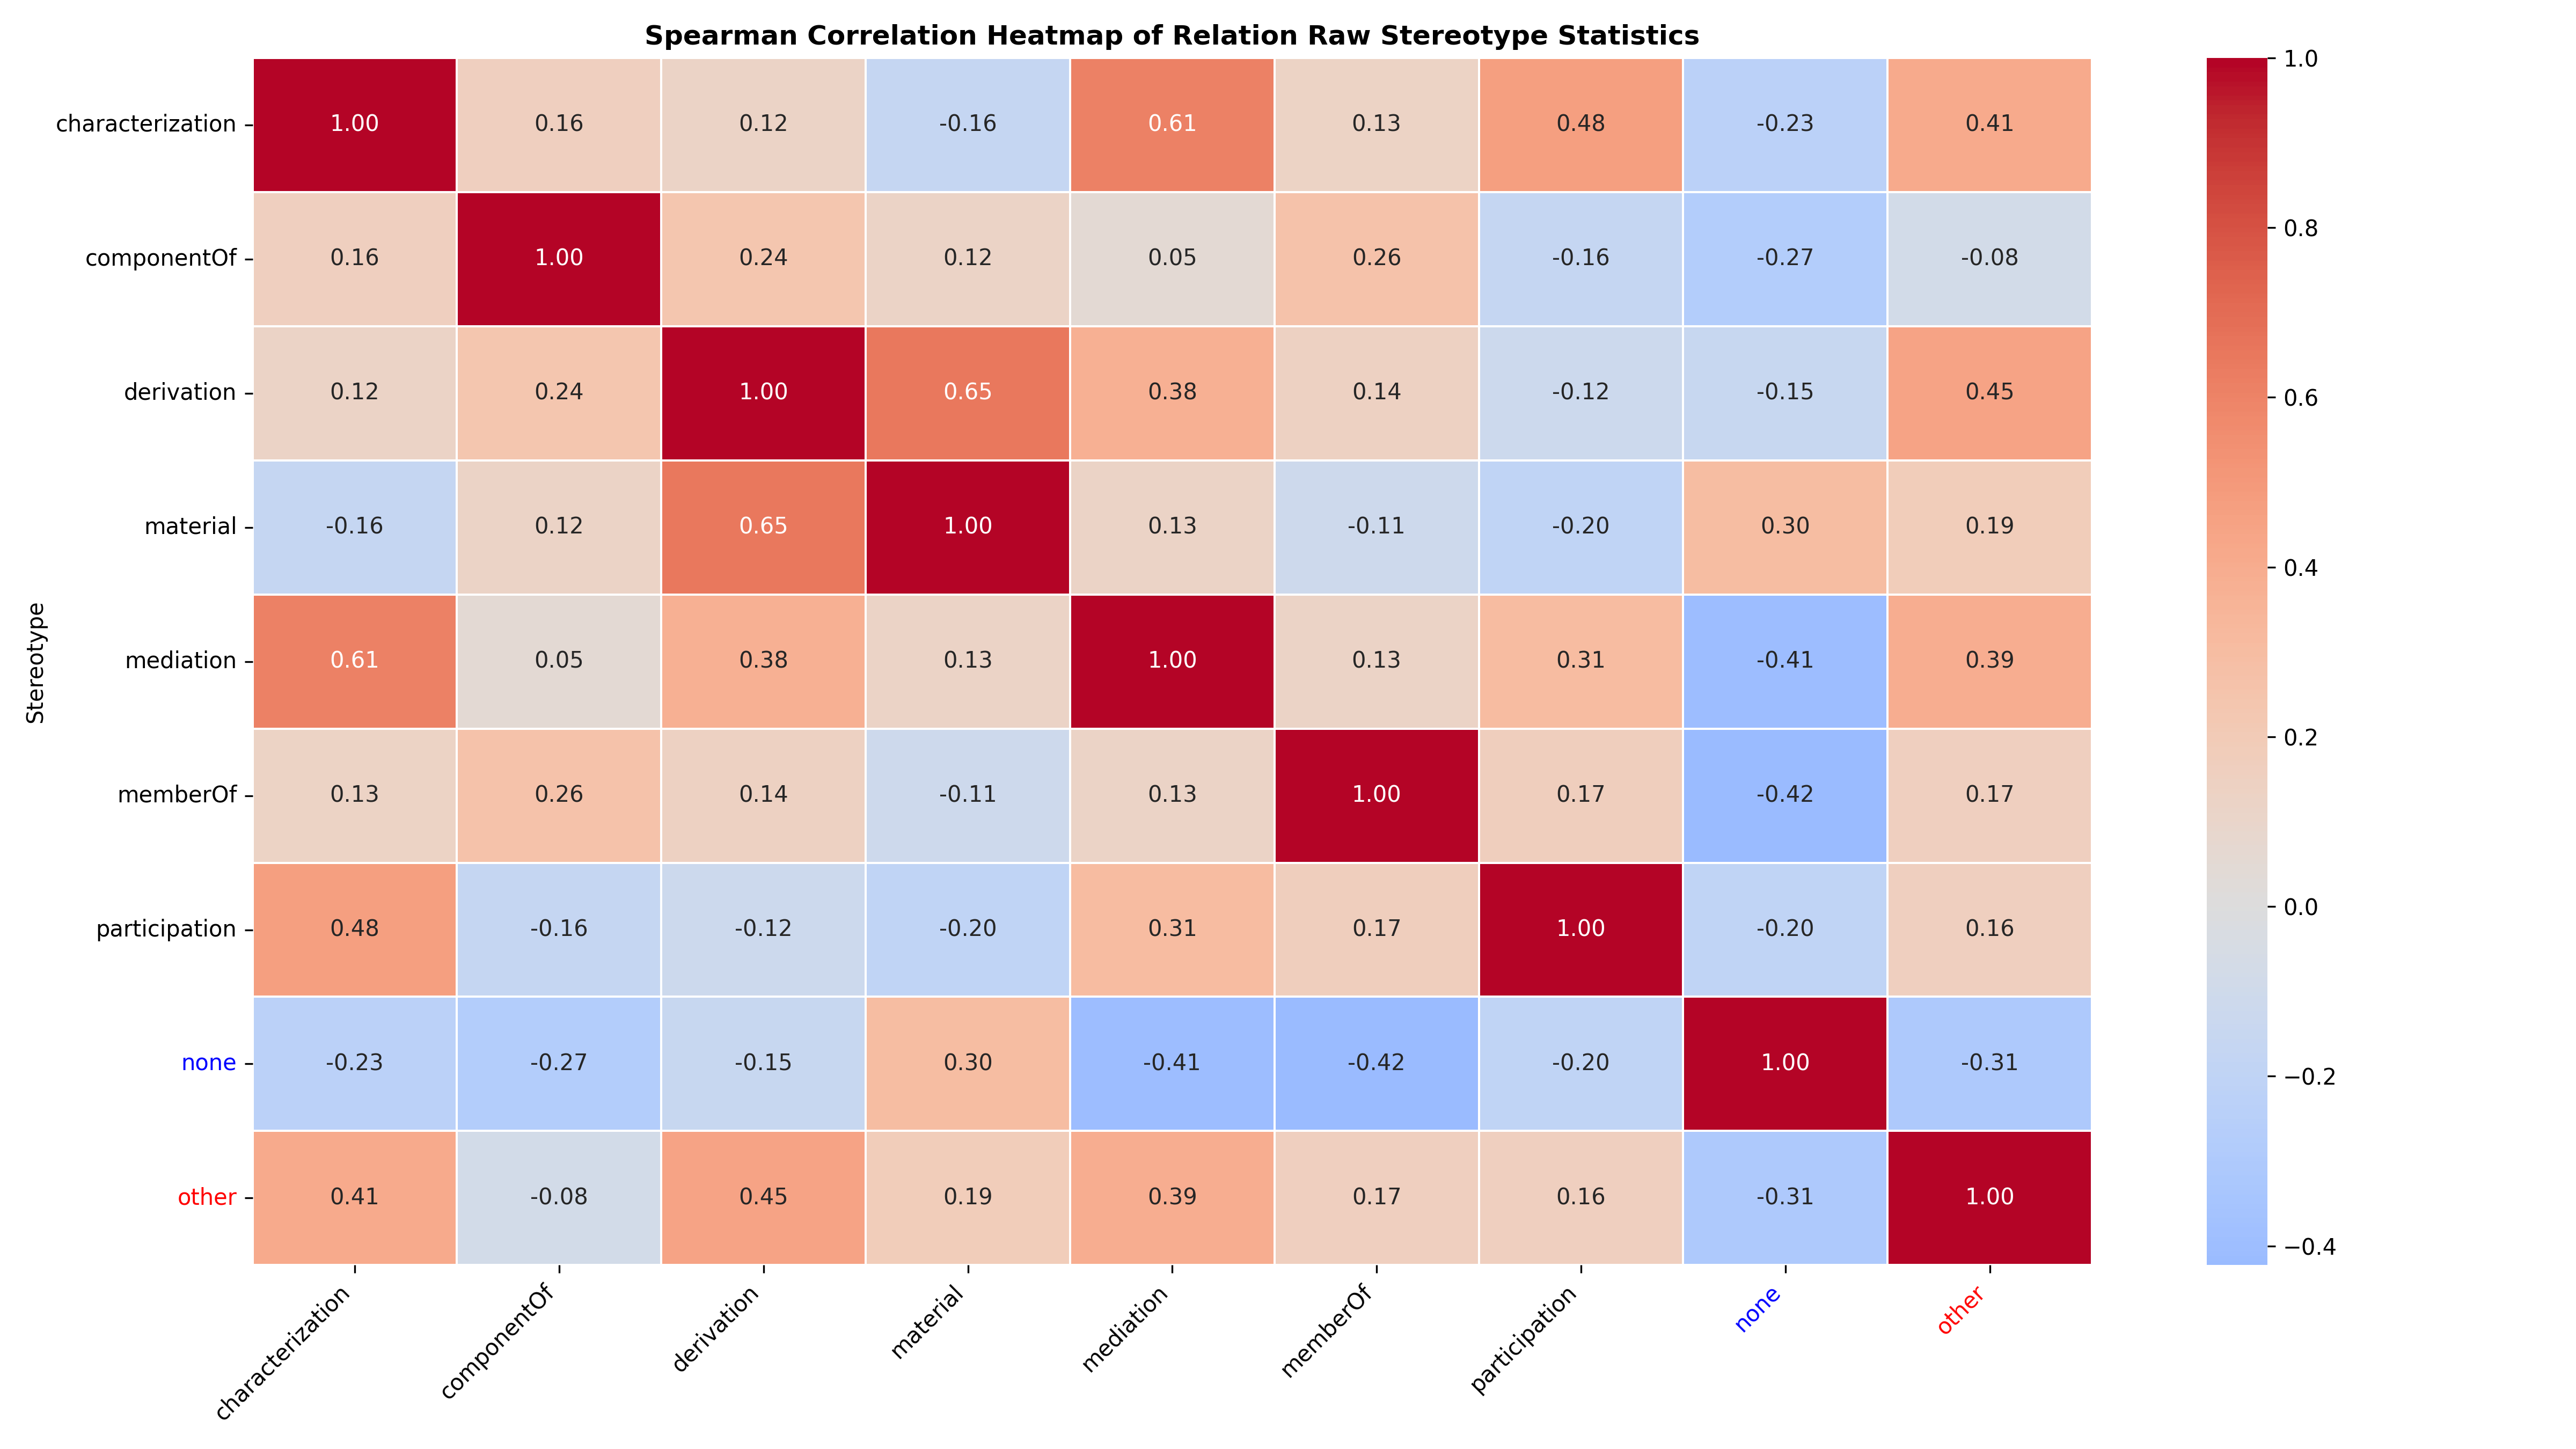 Spearman Correlation Heatmap of Relation Raw Stereotype Statistics
characterization 1.00 0.16 0.12 -0.16 0.61 0.13 0.48 -0.23 0.41
componentOf 0.16 1.00 0.24 0.12 0.05 0.26 -0.16 -0.27 -0.08
derivation 0.12 0.24 1.00 0.65 0.38 0.14 -0.12 -0.15 0.45
material -0.16 0.12 0.65 1.00 0.13 -0.11 -0.20 0.30 0.19
mediation 0.61 0.05 0.38 0.13 1.00 0.13 0.31 -0.41 0.39
memberOf 0.13 0.26 0.14 -0.11 0.13 1.00 0.17 -0.42 0.17
participation 0.48 -0.16 -0.12 -0.20 0.31 0.17 1.00 -0.20 0.16
none -0.23 -0.27 -0.15 0.30 -0.41 -0.42 -0.20 1.00 -0.31
other 0.41 -0.08 0.45 0.19 0.39 0.17 0.16 -0.31 1.00
Stereotype
characterization componentOf derivation material mediation memberOf participation none other
1.0
0.8
0.6
0.4
0.2
0.0
−0.2
−0.4